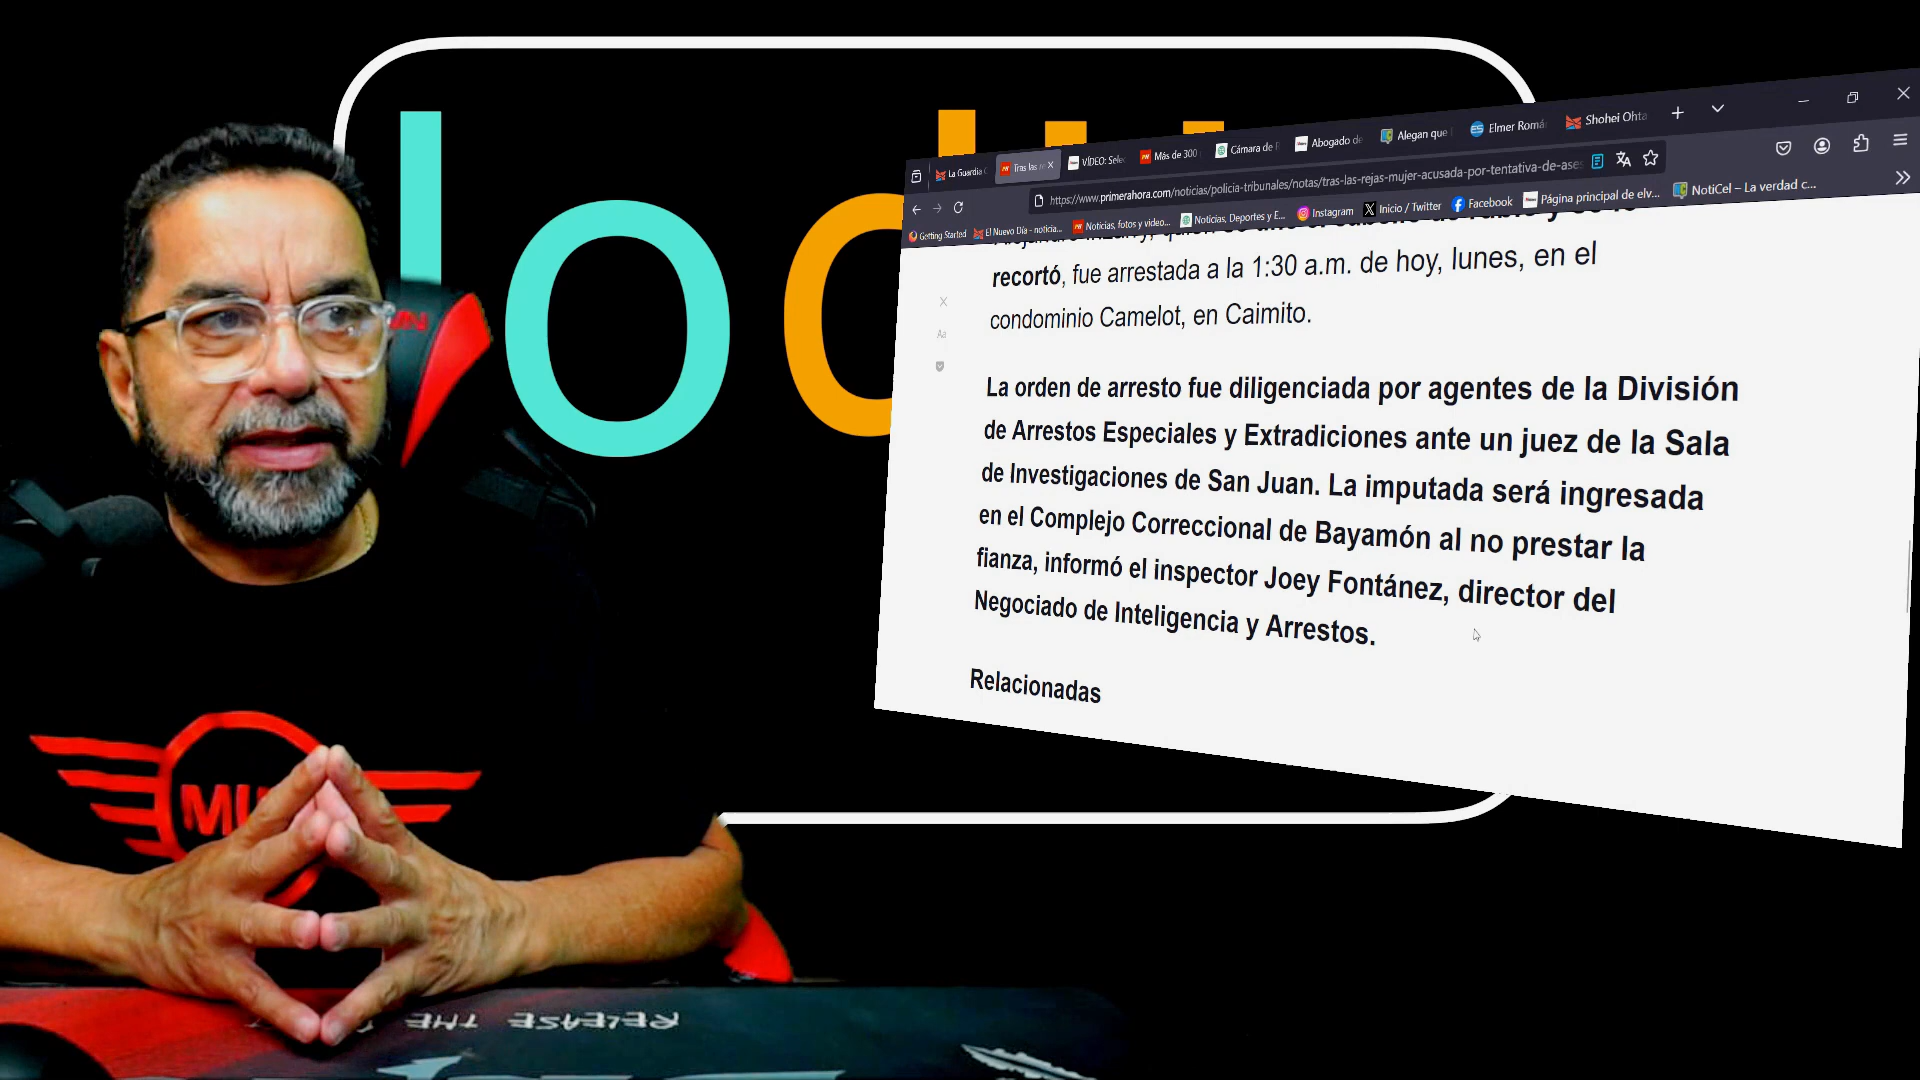 lo
La Guardia
Tras las
VÍDEO: Sele
Más de 300
Cámara de
Abogado de
Alegan que
Elmer Romá
Shohei Ohta
https://www.primerahora.com/noticias/policia-tribunales/notas/tras-las-rejas-mujer-acusada-por-tentativa-de-ases
Getting Started
El Nuevo Día - noticia...
Noticias, fotos y video...
Noticias, Deportes y E...
Instagram
Inicio / Twitter
Facebook
Página principal de elv...
NotiCel – La verdad c...
recortó, fue arrestada a la 1:30 a.m. de hoy, lunes, en el
condominio Camelot, en Caimito.
La orden de arresto fue diligenciada por agentes de la División
de Arrestos Especiales y Extradiciones ante un juez de la Sala
de Investigaciones de San Juan. La imputada será ingresada
en el Complejo Correccional de Bayamón al no prestar la
fianza, informó el inspector Joey Fontánez, director del
Negociado de Inteligencia y Arrestos.
Relacionadas
Aa
RELEASE THE